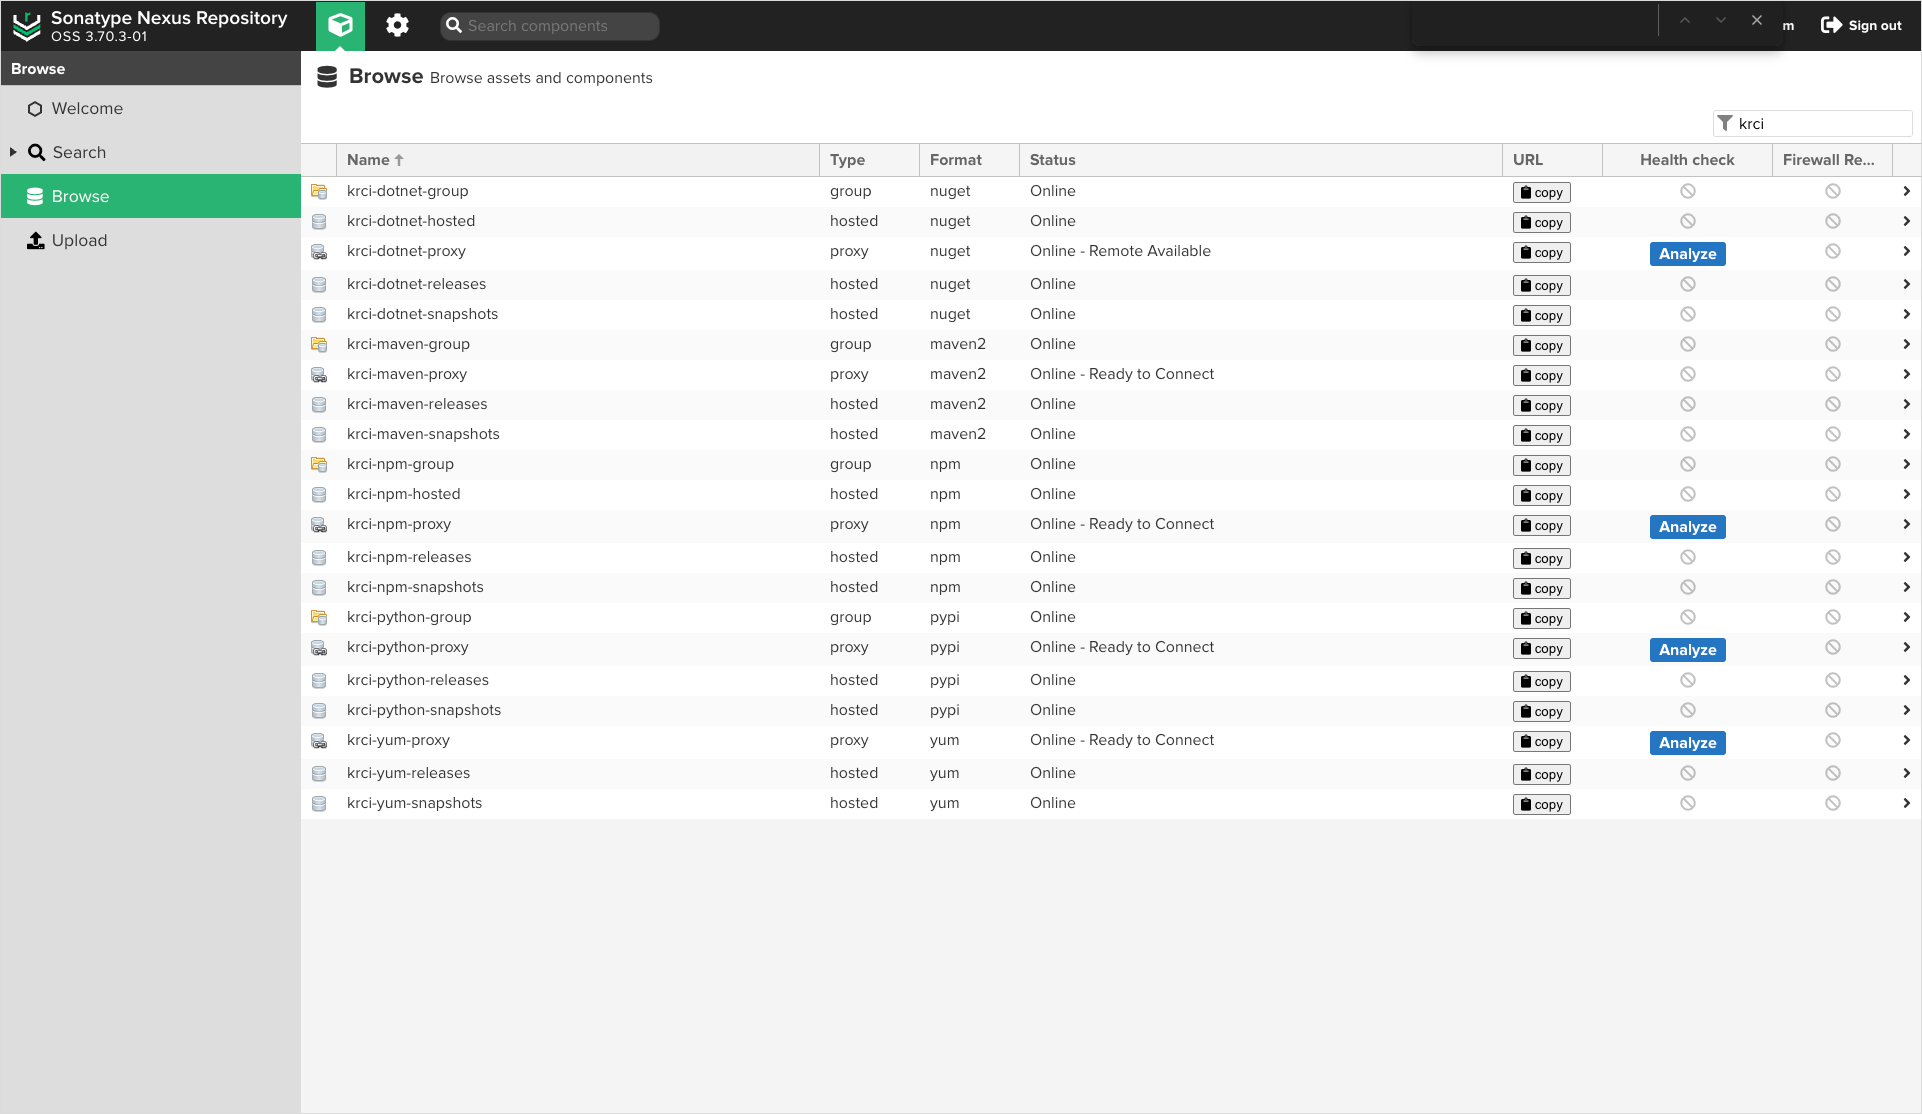 Sonatype Nexus Repository
OSS 3.70.3-01
Search components
m
Sign out
Browse
Welcome
Search
Browse
Upload
Browse Browse assets and components
krci
Name Type Format Status URL Health check Firewall Re...
krci-dotnet-group group nuget Online copy
krci-dotnet-hosted hosted nuget Online copy
krci-dotnet-proxy proxy nuget Online - Remote Available copy Analyze
krci-dotnet-releases hosted nuget Online copy
krci-dotnet-snapshots hosted nuget Online copy
krci-maven-group group maven2 Online copy
krci-maven-proxy proxy maven2 Online - Ready to Connect copy
krci-maven-releases hosted maven2 Online copy
krci-maven-snapshots hosted maven2 Online copy
krci-npm-group group npm Online copy
krci-npm-hosted hosted npm Online copy
krci-npm-proxy proxy npm Online - Ready to Connect copy Analyze
krci-npm-releases hosted npm Online copy
krci-npm-snapshots hosted npm Online copy
krci-python-group group pypi Online copy
krci-python-proxy proxy pypi Online - Ready to Connect copy Analyze
krci-python-releases hosted pypi Online copy
krci-python-snapshots hosted pypi Online copy
krci-yum-proxy proxy yum Online - Ready to Connect copy Analyze
krci-yum-releases hosted yum Online copy
krci-yum-snapshots hosted yum Online copy